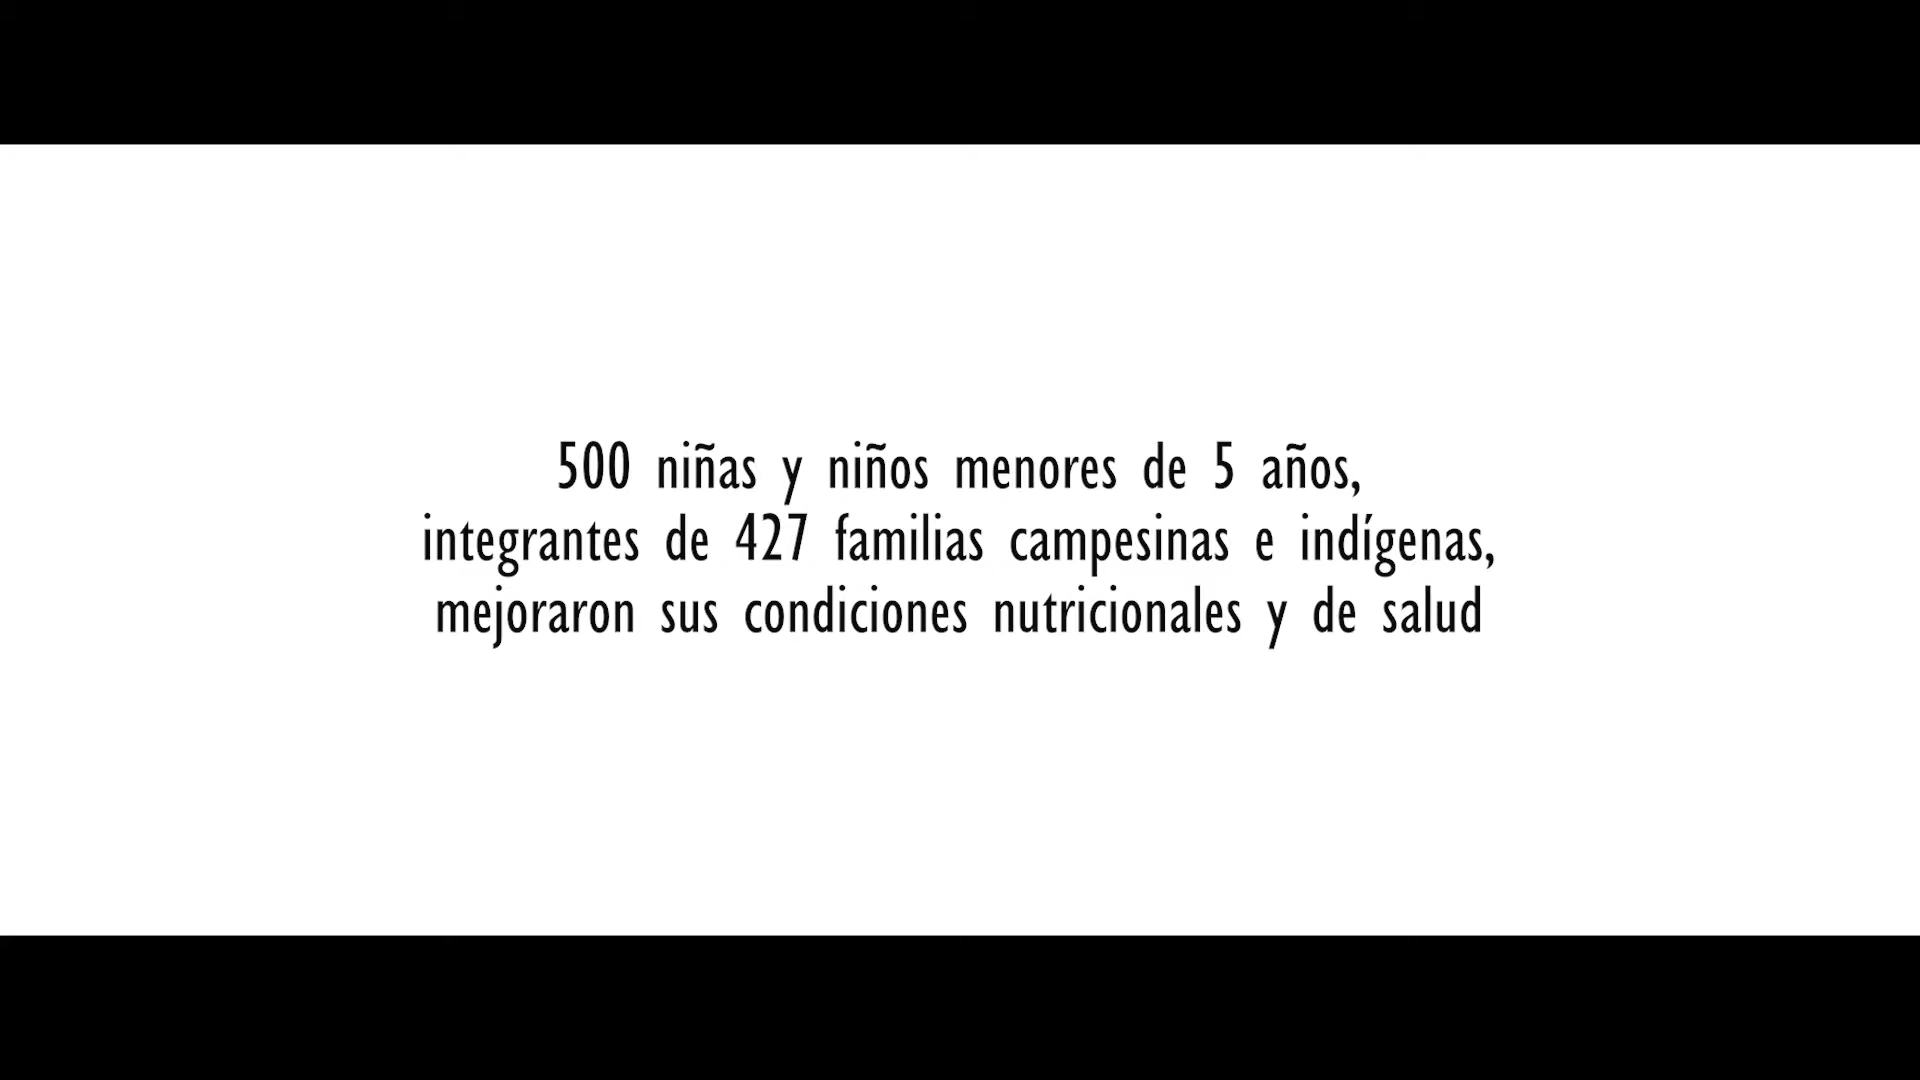 500 niñas y niños menores de 5 años,
integrantes de 427 familias campesinas e indígenas,
mejoraron sus condiciones nutricionales y de salud